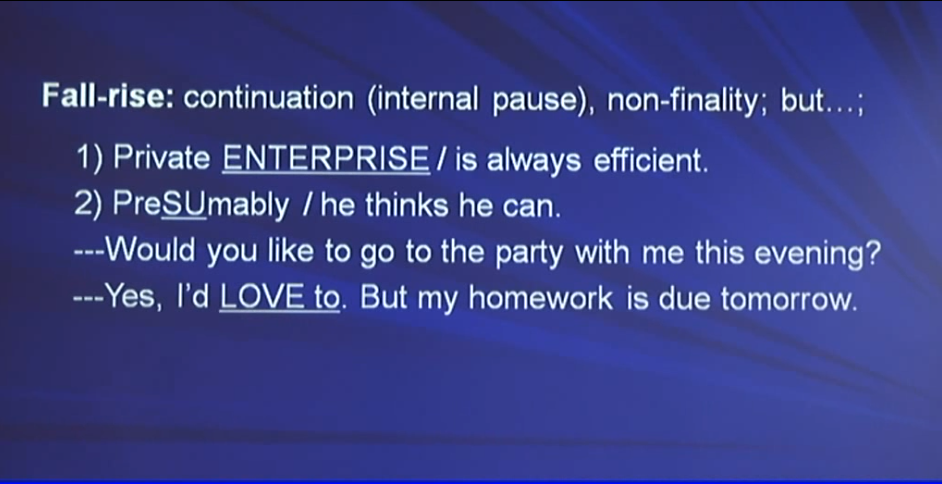 Fall-rise: continuation (internal pause), non-finality; but...;
1) Private ENTERPRISE / is always efficient.
2) PreSUmably / he thinks he can.
---Would you like to go to the party with me this evening?
---Yes, I'd LOVE to. But my homework is due tomorrow.